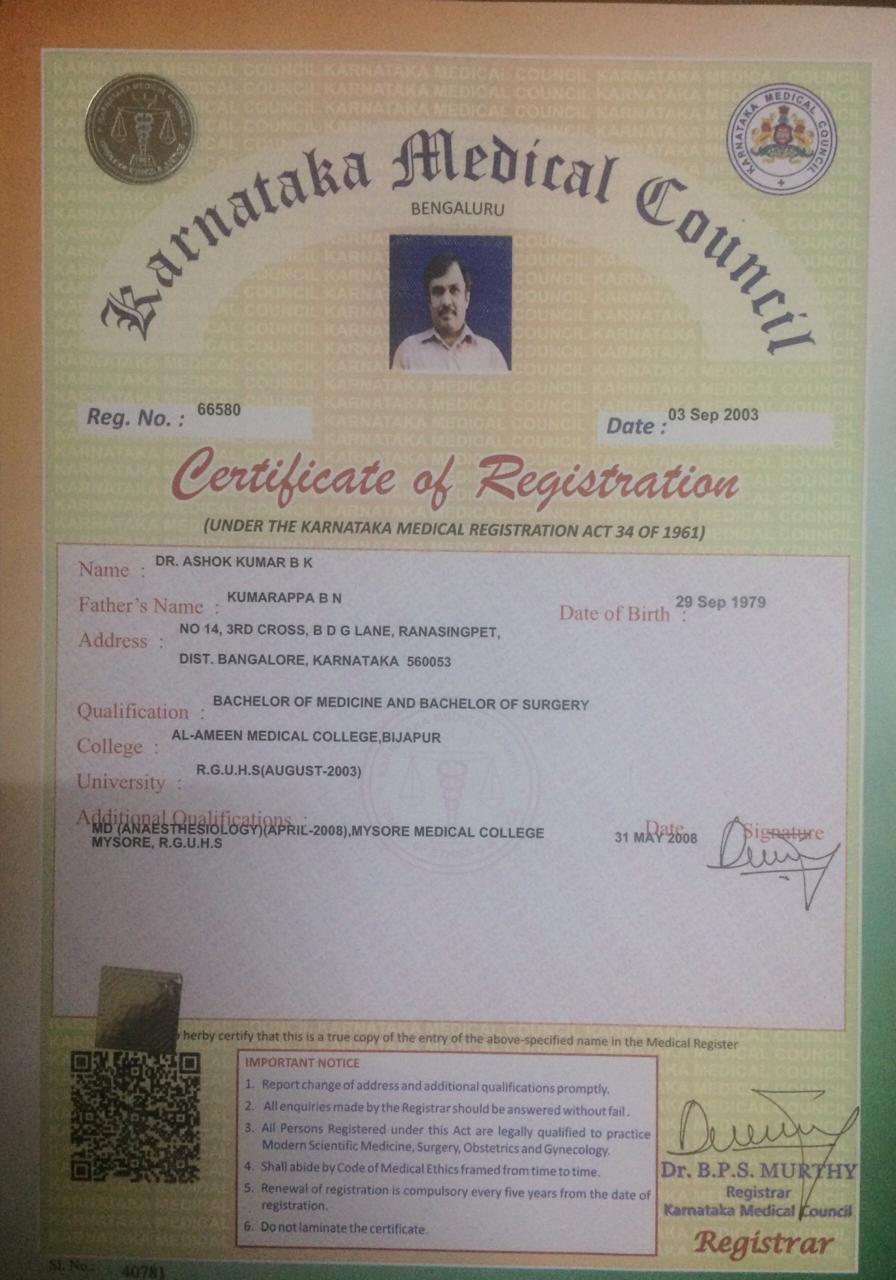 Karnataka Medical Council
BENGALURU
KARNATAKA MEDICAL COUNCIL
Reg. No. : 66580
Date : 03 Sep 2003
Certificate of Registration
(UNDER THE KARNATAKA MEDICAL REGISTRATION ACT 34 OF 1961)
Name : DR. ASHOK KUMAR B K
Father's Name : KUMARAPPA B N
Date of Birth : 29 Sep 1979
Address : NO 14, 3RD CROSS, B D G LANE, RANASINGPET,
DIST. BANGALORE, KARNATAKA 560053
Qualification : BACHELOR OF MEDICINE AND BACHELOR OF SURGERY
College : AL-AMEEN MEDICAL COLLEGE,BIJAPUR
University : R.G.U.H.S(AUGUST-2003)
Additional Qualifications : Date Signature
MD (ANAESTHESIOLOGY)(APRIL-2008),MYSORE MEDICAL COLLEGE 31 MAY 2008
MYSORE, R.G.U.H.S
herby certify that this is a true copy of the entry of the above-specified name in the Medical Register
IMPORTANT NOTICE
1. Report change of address and additional qualifications promptly.
2. All enquiries made by the Registrar should be answered without fail.
3. All Persons Registered under this Act are legally qualified to practice
Modern Scientific Medicine, Surgery, Obstetrics and Gynecology.
4. Shall abide by Code of Medical Ethics framed from time to time.
5. Renewal of registration is compulsory every five years from the date of
registration.
6. Do not laminate the certificate.
Dr. B.P.S. MURTHY
Registrar
Karnataka Medical Council
Registrar
Sl. No.: 40781